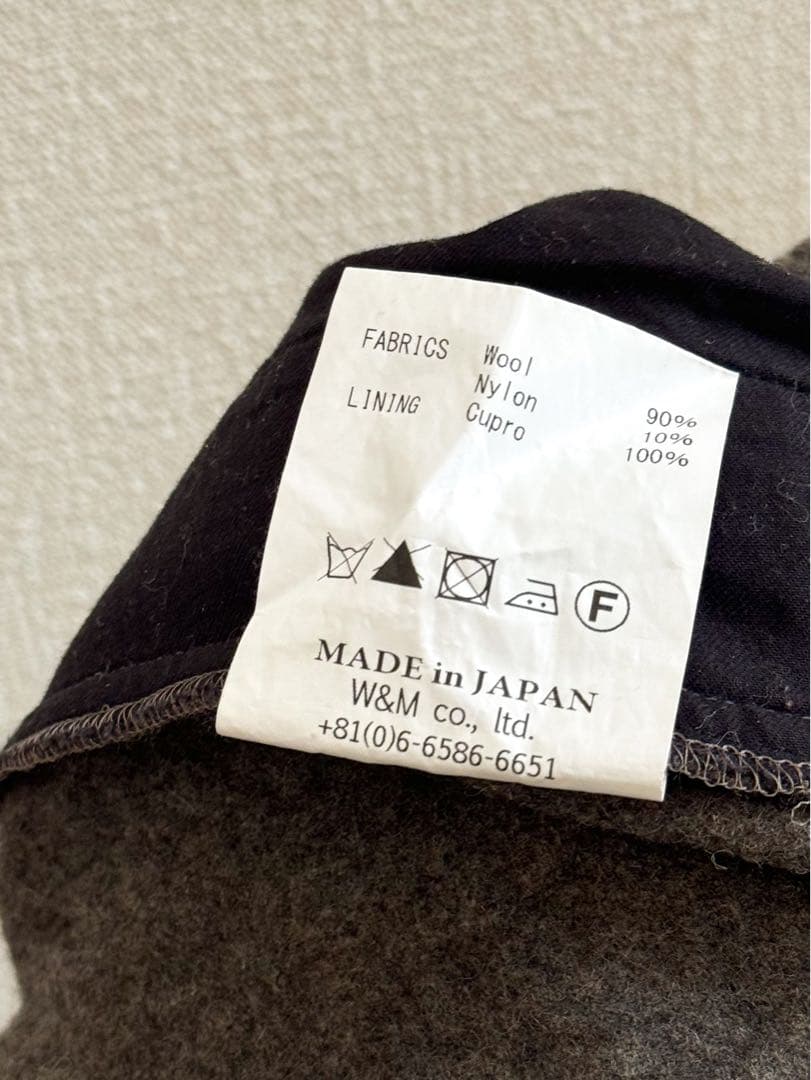 FABRICS Wool 90%
Nylon 10%
LINING Cupro 100%
F
MADE in JAPAN
W&M co., ltd.
+81(0)6-6586-6651